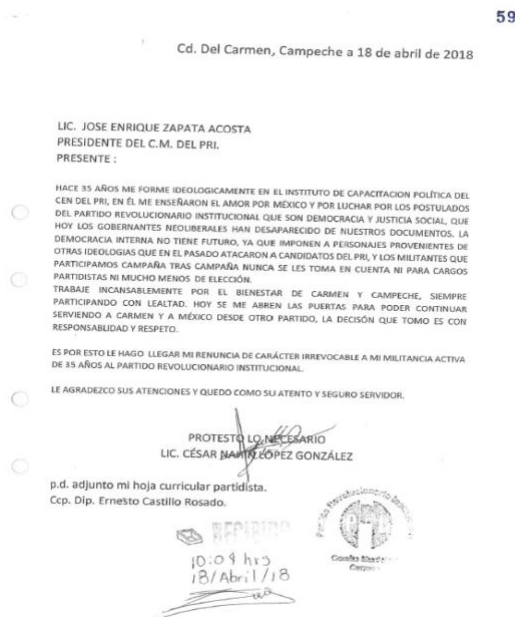 59
Cd. Del Carmen, Campeche a 18 de abril de 2018
LIC. JOSE ENRIQUE ZAPATA ACOSTA
PRESIDENTE DEL C.M. DEL PRI.
PRESENTE :
HACE 35 AÑOS ME FORME IDEOLOGICAMENTE EN EL INSTITUTO DE CAPACITACION POLÍTICA DEL
CEN DEL PRI, EN ÉL ME ENSEÑARON EL AMOR POR MÉXICO Y POR LUCHAR POR LOS POSTULADOS
DEL PARTIDO REVOLUCIONARIO INSTITUCIONAL QUE SON DEMOCRACIA Y JUSTICIA SOCIAL, QUE
HOY LOS GOBERNANTES NEOLIBERALES HAN DESAPARECIDO DE NUESTROS DOCUMENTOS. LA
DEMOCRACIA INTERNA NO TIENE FUTURO, YA QUE IMPONEN A PERSONAJES PROVENIENTES DE
OTRAS IDEOLOGIAS QUE EN EL PASADO ATACARON A CANDIDATOS DEL PRI, Y LOS MILITANTES QUE
PARTICIPAMOS CAMPAÑA TRAS CAMPAÑA NUNCA SE LES TOMA EN CUENTA NI PARA CARGOS
PARTIDISTAS NI MUCHO MENOS DE ELECCIÓN.
TRABAJE INCANSABLEMENTE POR EL BIENESTAR DE CARMEN Y CAMPECHE, SIEMPRE
PARTICIPANDO CON LEALTAD. HOY SE ME ABREN LAS PUERTAS PARA PODER CONTINUAR
SERVIENDO A CARMEN Y A MÉXICO DESDE OTRO PARTIDO, LA DECISÓN QUE TOMO ES CON
RESPONSABLIDAD Y RESPETO.
ES POR ESTO LE HAGO LLEGAR MI RENUNCIA DE CARÁCTER IRREVOCABLE A MI MILITANCIA ACTIVA
DE 35 AÑOS AL PARTIDO REVOLUCIONARIO INSTITUCIONAL.
LE AGRADEZCO SUS ATENCIONES Y QUEDO COMO SU ATENTO Y SEGURO SERVIDOR.
PROTESTO LO NECESARIO
LIC. CÉSAR LÓPEZ GONZÁLEZ
p.d. adjunto mi hoja curricular partidista.
Ccp. Dip. Ernesto Castillo Rosado.
RECIBIDO
10:04 hrs
18/Abril/18
Partido Revolucionario
Comite